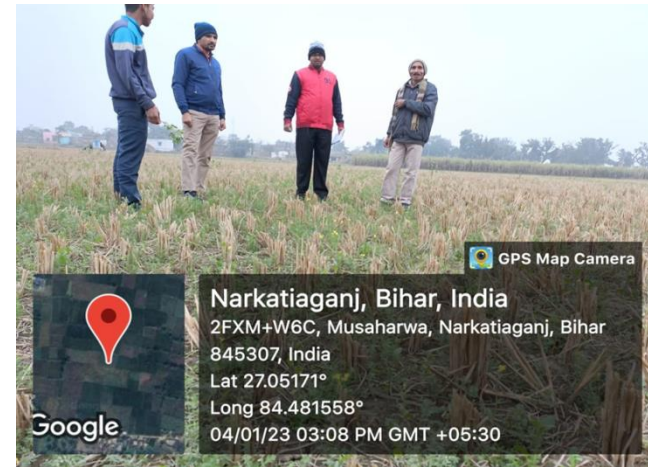 GPS Map Camera
Narkatiaganj, Bihar, India
2FXM+W6C, Musaharwa, Narkatiaganj, Bihar
845307, India
Lat 27.05171°
Long 84.481558°
04/01/23 03:08 PM GMT +05:30
Google